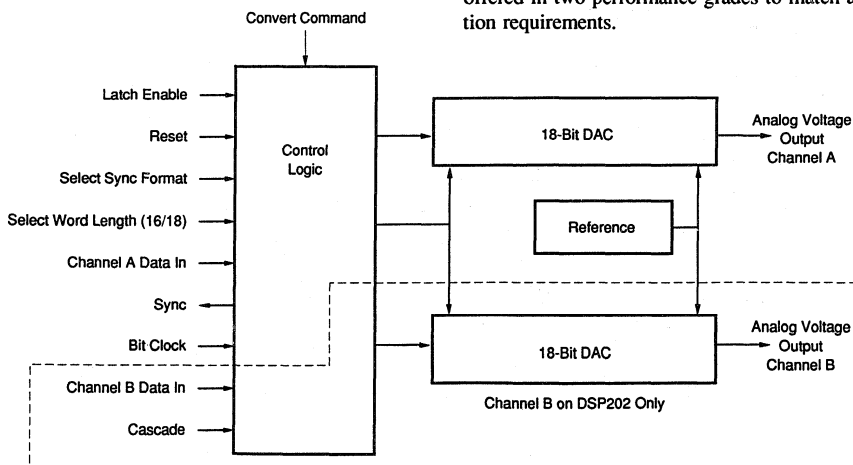 offered in two performance grades to match
tion requirements.
Convert Command
Latch Enable
Reset
Select Sync Format
Select Word Length (16/18)
Channel A Data In
Sync
Bit Clock
Channel B Data In
Cascade
Control
Logic
18-Bit DAC
Analog Voltage
Output
Channel A
Reference
18-Bit DAC
Analog Voltage
Output
Channel B
Channel B on DSP202 Only